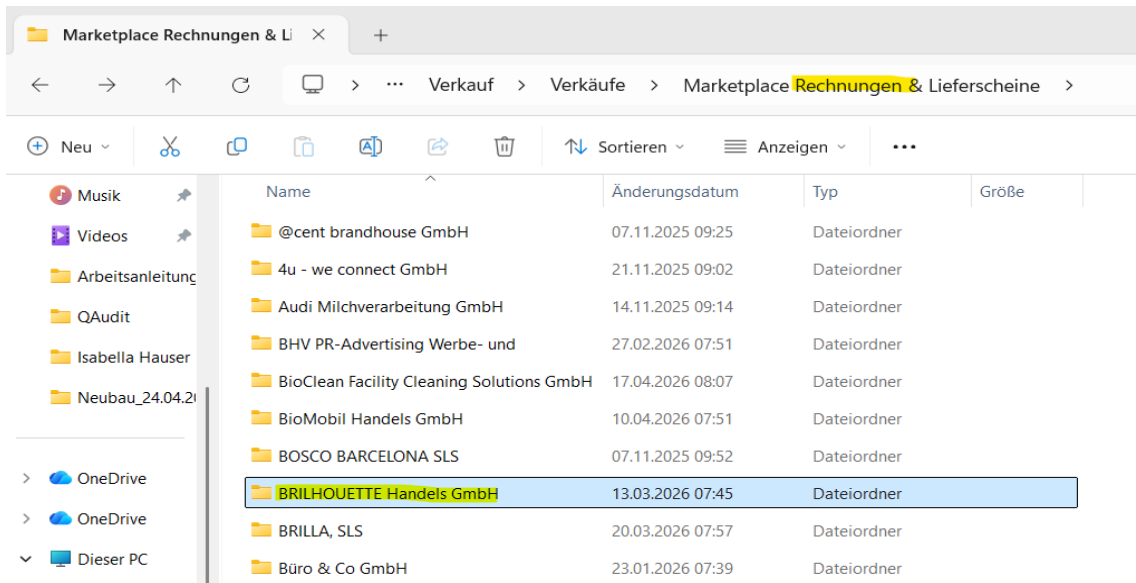 Marketplace Rechnungen & Li
··· Verkauf > Verkäufe > Marketplace Rechnungen & Lieferscheine >
Neu Sortieren Anzeigen ···
Musik
Videos
Arbeitsanleitung
QAudit
Isabella Hauser
Neubau_24.04.20
OneDrive
OneDrive
Dieser PC
Name Änderungsdatum Typ Größe
@cent brandhouse GmbH 07.11.2025 09:25 Dateiordner
4u - we connect GmbH 21.11.2025 09:02 Dateiordner
Audi Milchverarbeitung GmbH 14.11.2025 09:14 Dateiordner
BHV PR-Advertising Werbe- und 27.02.2026 07:51 Dateiordner
BioClean Facility Cleaning Solutions GmbH 17.04.2026 08:07 Dateiordner
BioMobil Handels GmbH 10.04.2026 07:51 Dateiordner
BOSCO BARCELONA SLS 07.11.2025 09:52 Dateiordner
BRILHOUETTE Handels GmbH 13.03.2026 07:45 Dateiordner
BRILLA, SLS 20.03.2026 07:57 Dateiordner
Büro & Co GmbH 23.01.2026 07:39 Dateiordner